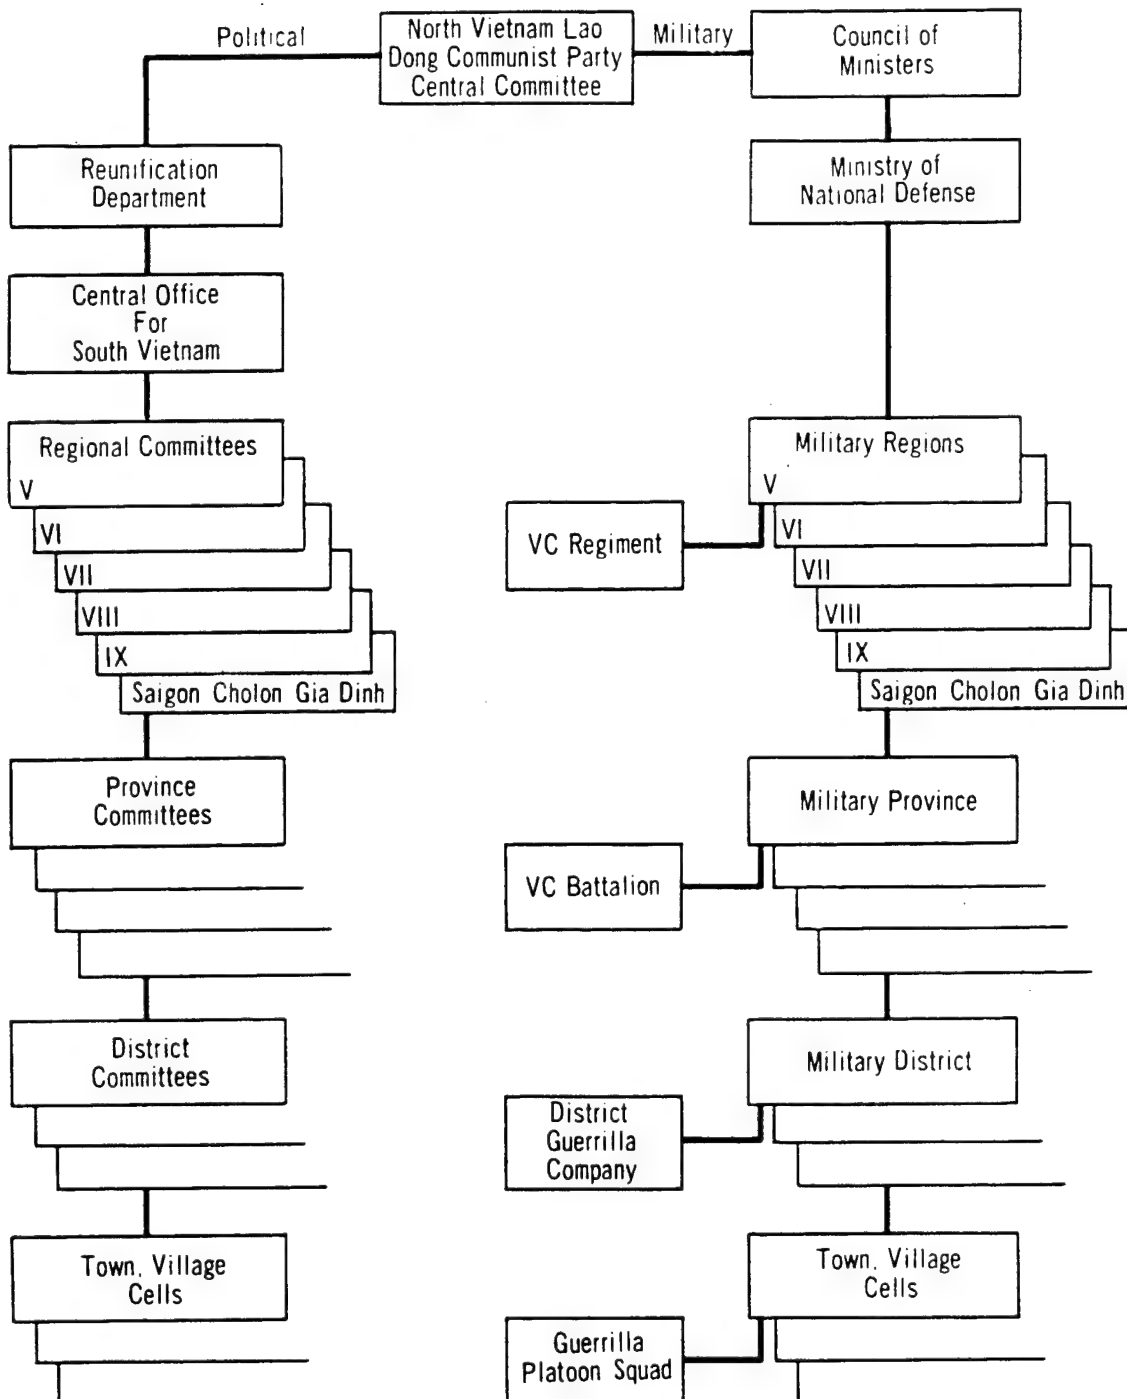 Political
North Vietnam Lao
Dong Communist Party
Central Committee
Military
Council of
Ministers
Reunification
Department
Ministry of
National Defense
Central Office
For
South Vietnam
Regional Committees
V
VI
VII
VIII
IX
Saigon Cholon Gia Dinh
Military Regions
V
VI
VII
VIII
IX
Saigon Cholon Gia Dinh
VC Regiment
Province
Committees
Military Province
VC Battalion
District
Committees
Military District
District
Guerrilla
Company
Town, Village
Cells
Town, Village
Cells
Guerrilla
Platoon Squad